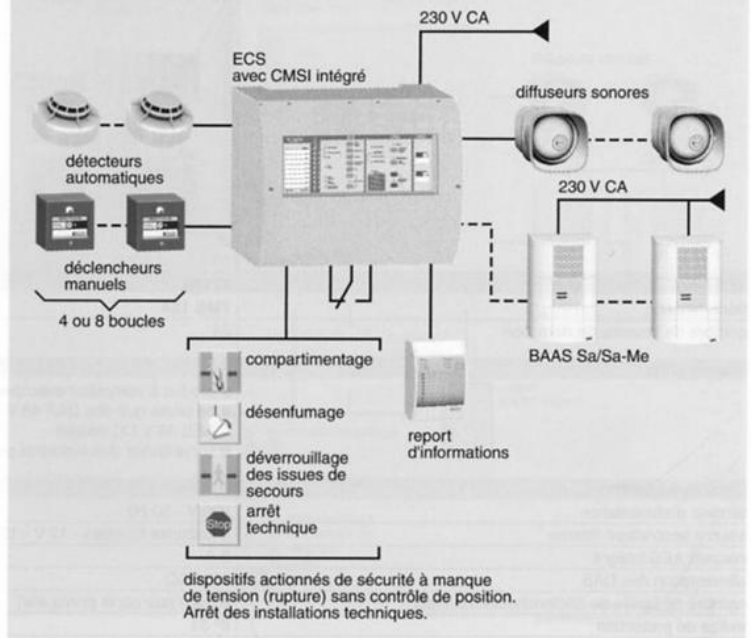 230 V CA
ECS
avec CMSI intégré
diffuseurs sonores
détecteurs
automatiques
230 V CA
déclencheurs
manuels
4 ou 8 boucles
BAAS Sa/Sa-Me
compartimentage
désenfumage
déverrouillage
des issues de
secours
Stop
arrêt
technique
report
d'informations
dispositifs actionnés de sécurité à manque
de tension (rupture) sans contrôle de position.
Arrêt des installations techniques.